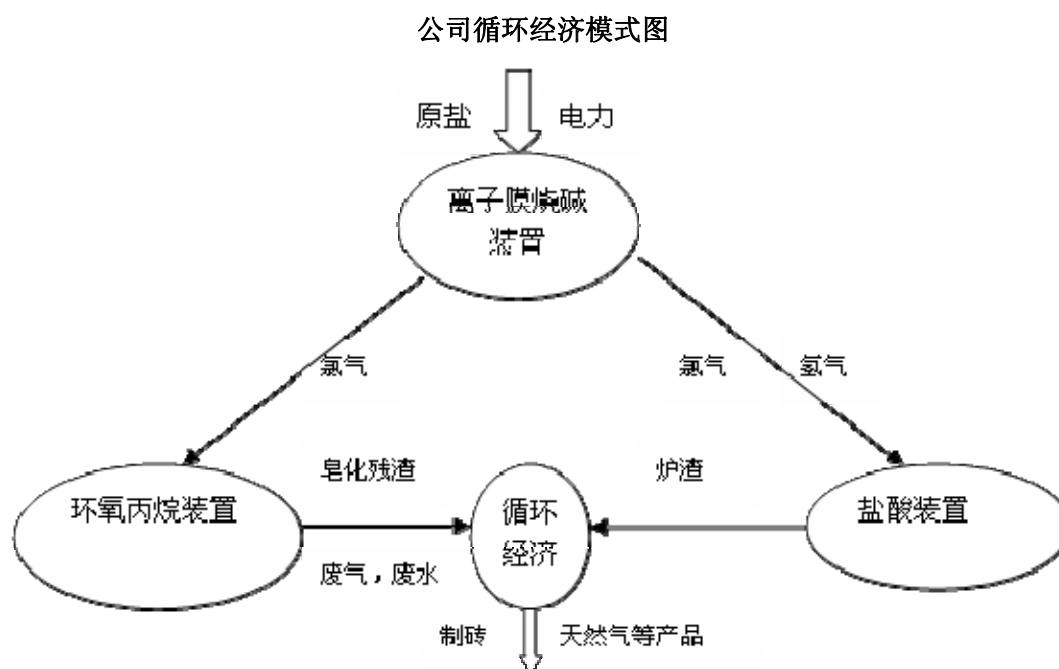 公司循环经济模式图
原盐 电力
离子膜烧碱
装置
氯气 氯气 氢气
皂化残渣 炉渣
环氧丙烷装置 循环 盐酸装置
经济
废气，废水
制砖 天然气等产品